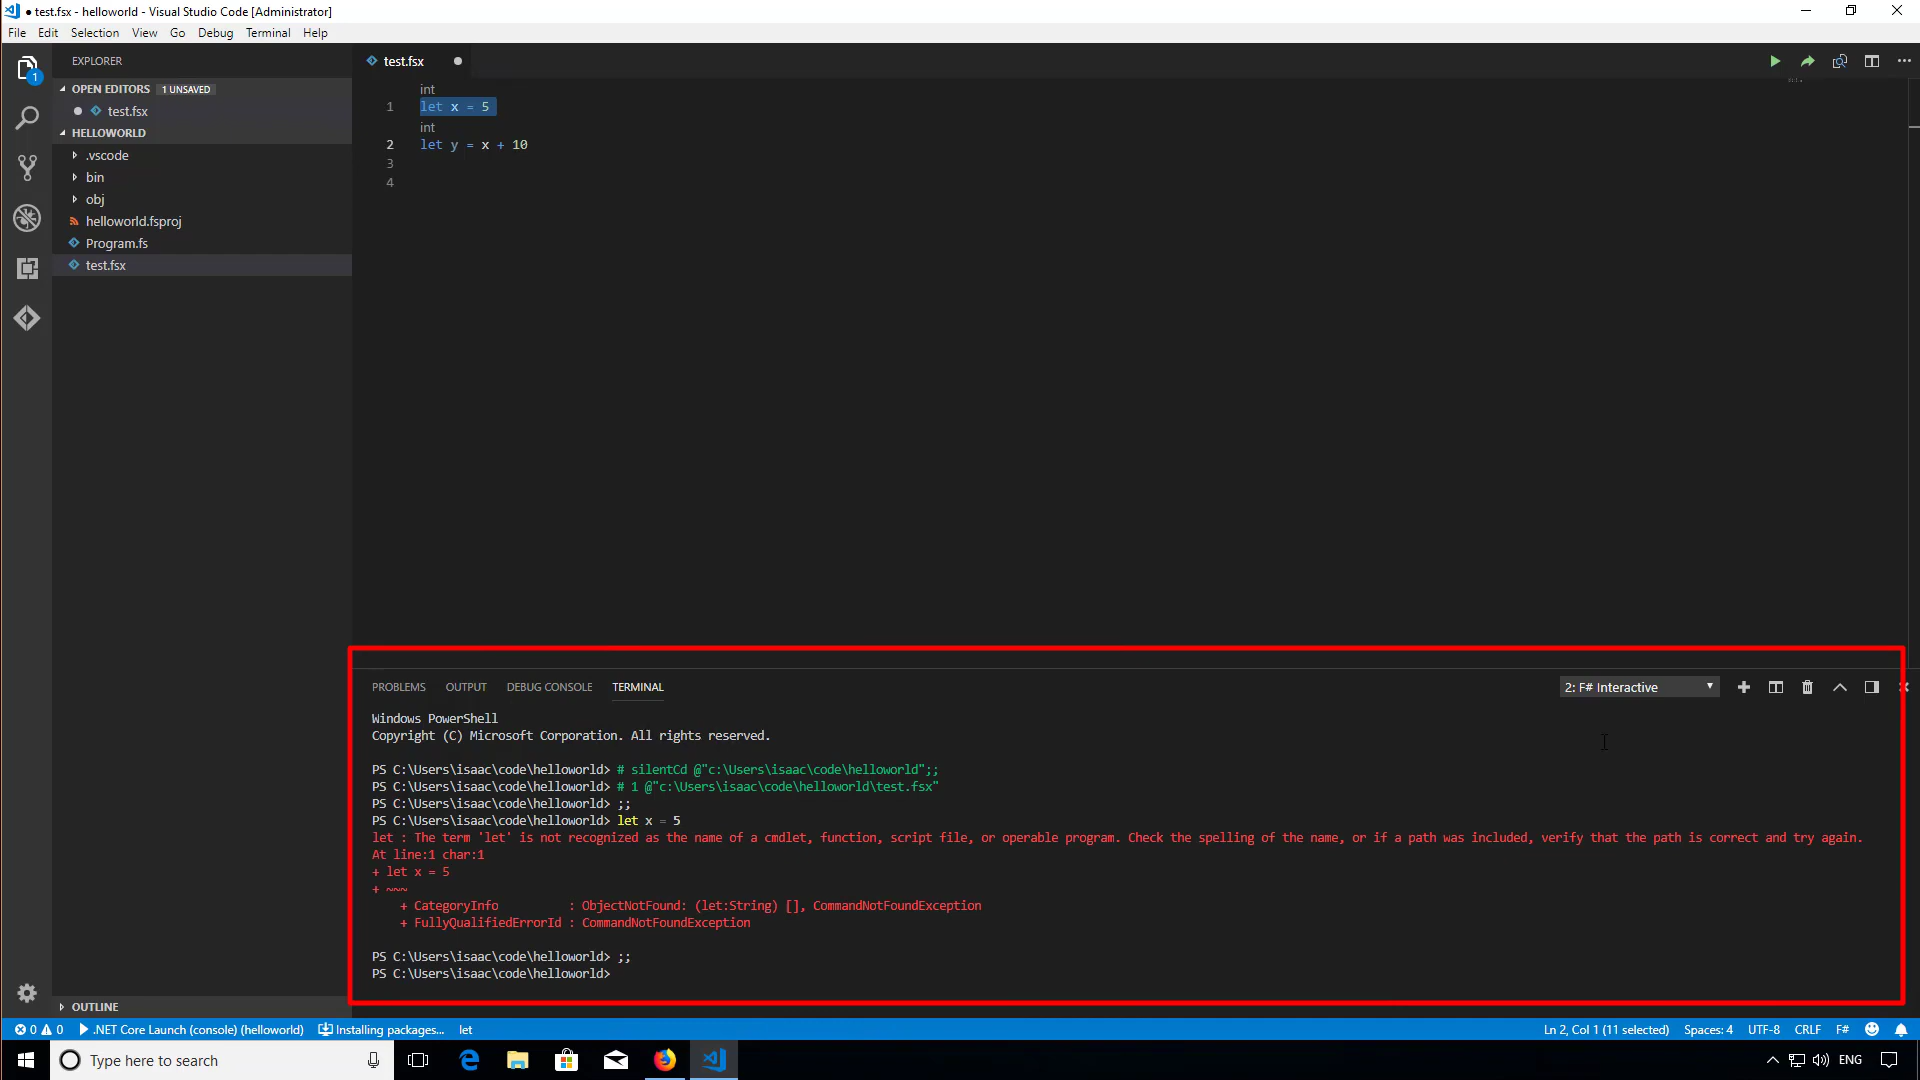 ● test.fsx - helloworld - Visual Studio Code [Administrator]
File Edit Selection View Go Debug Terminal Help
1
EXPLORER
OPEN EDITORS 1 UNSAVED
test.fsx
HELLOWORLD
.vscode
bin
obj
helloworld.fsproj
Program.fs
test.fsx
OUTLINE
test.fsx
int
1 let x = 5
int
2 let y = x + 10
3
4
PROBLEMS OUTPUT DEBUG CONSOLE TERMINAL 2: F# Interactive
Windows PowerShell
Copyright (C) Microsoft Corporation. All rights reserved.
PS C:\Users\isaac\code\helloworld> # silentCd @"c:\Users\isaac\code\helloworld";;
PS C:\Users\isaac\code\helloworld> # 1 @"c:\Users\isaac\code\helloworld\test.fsx"
PS C:\Users\isaac\code\helloworld> ;;
PS C:\Users\isaac\code\helloworld> let x = 5
let : The term 'let' is not recognized as the name of a cmdlet, function, script file, or operable program. Check the spelling of the name, or if a path was included, verify that the path is correct and try again.
At line:1 char:1
+ let x = 5
+ ~~~
+ CategoryInfo : ObjectNotFound: (let:String) [], CommandNotFoundException
+ FullyQualifiedErrorId : CommandNotFoundException
PS C:\Users\isaac\code\helloworld> ;;
PS C:\Users\isaac\code\helloworld>
0 0 .NET Core Launch (console) (helloworld) Installing packages... let Ln 2, Col 1 (11 selected) Spaces: 4 UTF-8 CRLF F#
Type here to search ENG